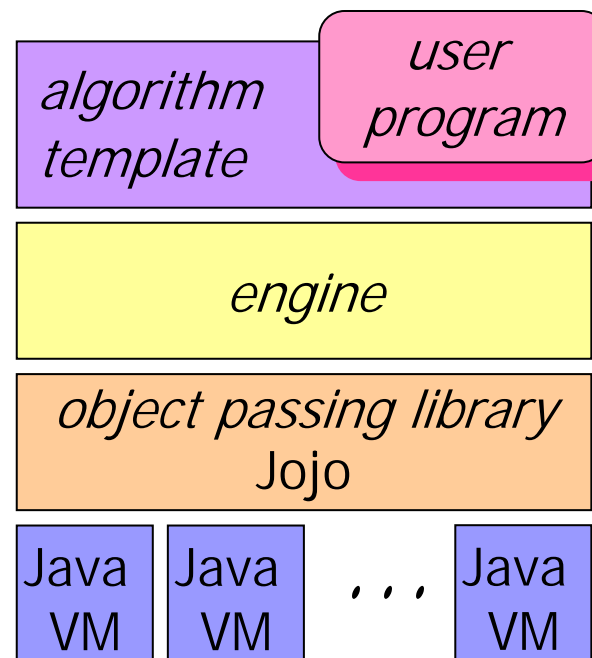 user
program
algorithm
template
engine
object passing library
Jojo
Java
VM
Java
VM
...
Java
VM